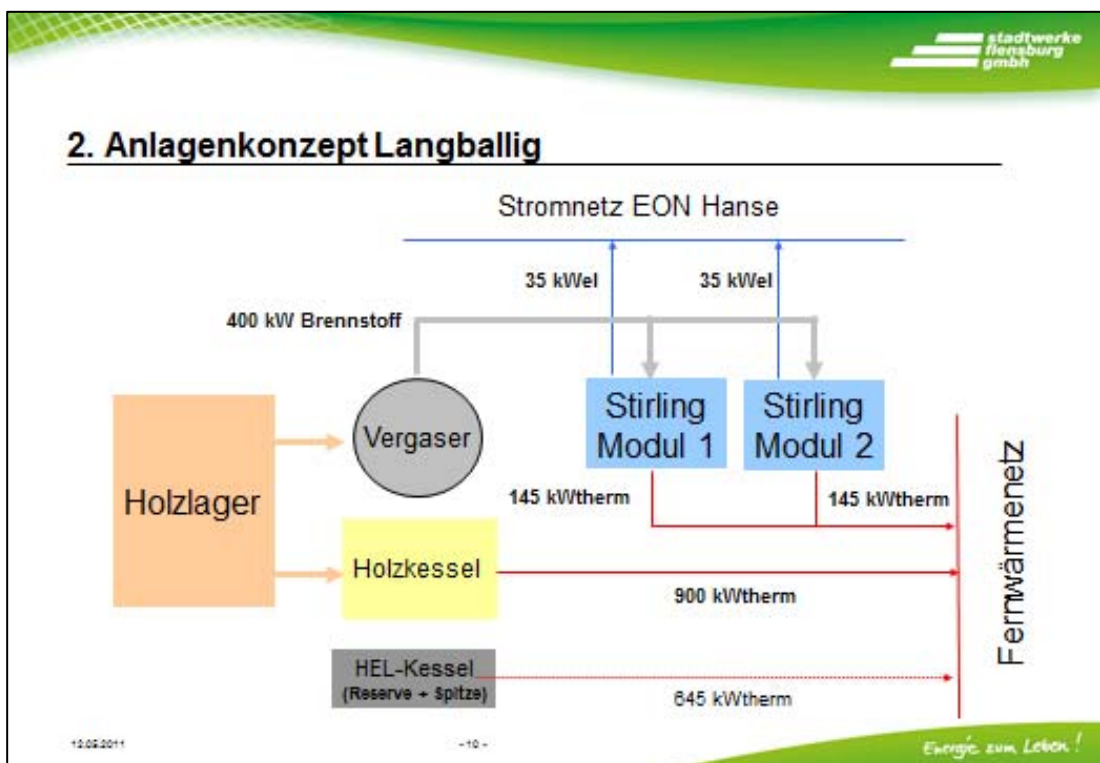 stadtwerke
flensburg
gmbh
2. Anlagenkonzept Langballig
Stromnetz EON Hanse
35 kWel
35 kWel
400 kW Brennstoff
Stirling
Modul 1
Stirling
Modul 2
Vergaser
Holzlager
145 kWtherm
145 kWtherm
Holzkessel
900 kWtherm
Fernwärmenetz
HEL-Kessel
(Reserve + Spitze)
645 kWtherm
12.05.2011
- 10 -
Energie zum Leben!